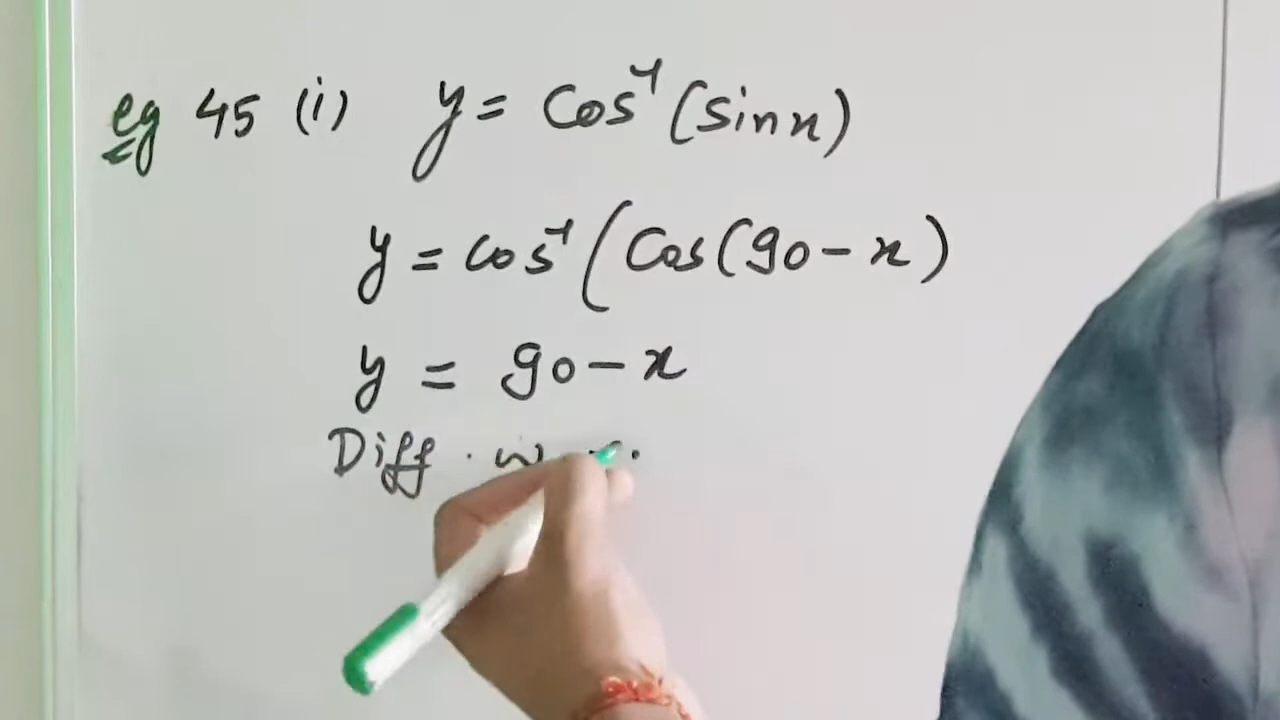 eg 45 (i) y = cos⁻¹(sinx)
y = cos⁻¹(cos(90-x)
y = 90-x
Diff. w